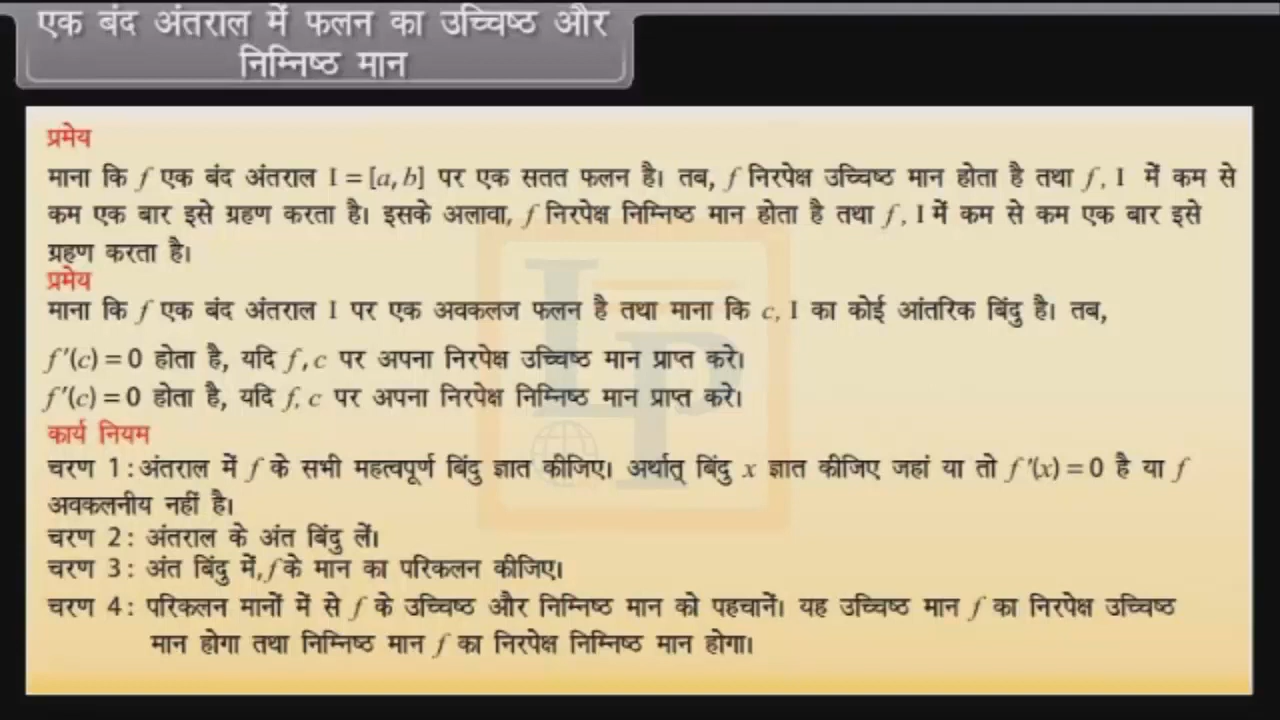 एक बंद अंतराल में फलन का उच्चिष्ठ और
निम्निष्ठ मान
प्रमेय
माना कि f एक बंद अंतराल I = [a, b] पर एक सतत फलन है। तब, f निरपेक्ष उच्चिष्ठ मान होता है तथा f, I में कम से
कम एक बार इसे ग्रहण करता है। इसके अलावा, f निरपेक्ष निम्निष्ठ मान होता है तथा f, I में कम से कम एक बार इसे
ग्रहण करता है।
प्रमेय
माना कि f एक बंद अंतराल I पर एक अवकलज फलन है तथा माना कि c, I का कोई आंतरिक बिंदु है। तब,
f'(c) = 0 होता है, यदि f, c पर अपना निरपेक्ष उच्चिष्ठ मान प्राप्त करे।
f'(c) = 0 होता है, यदि f, c पर अपना निरपेक्ष निम्निष्ठ मान प्राप्त करे।
कार्य नियम
चरण 1: अंतराल में f के सभी महत्वपूर्ण बिंदु ज्ञात कीजिए। अर्थात् बिंदु x ज्ञात कीजिए जहां या तो f'(x) = 0 है या f
अवकलनीय नहीं है।
चरण 2: अंतराल के अंत बिंदु लें।
चरण 3: अंत बिंदु में, f के मान का परिकलन कीजिए।
चरण 4: परिकलन मानों में से f के उच्चिष्ठ और निम्निष्ठ मान को पहचानें। यह उच्चिष्ठ मान f का निरपेक्ष उच्चिष्ठ
मान होगा तथा निम्निष्ठ मान f का निरपेक्ष निम्निष्ठ मान होगा।
LP